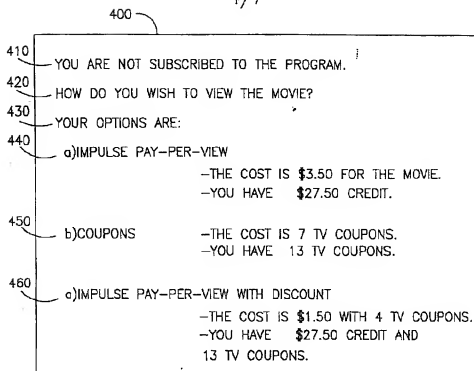 400
410 YOU ARE NOT SUBSCRIBED TO THE PROGRAM.
420 HOW DO YOU WISH TO VIEW THE MOVIE?
430 YOUR OPTIONS ARE:
440 a)IMPULSE PAY-PER-VIEW
-THE COST IS $3.50 FOR THE MOVIE.
-YOU HAVE $27.50 CREDIT.
450 b)COUPONS -THE COST IS 7 TV COUPONS.
-YOU HAVE 13 TV COUPONS.
460 c)IMPULSE PAY-PER-VIEW WITH DISCOUNT
-THE COST IS $1.50 WITH 4 TV COUPONS.
-YOU HAVE $27.50 CREDIT AND
13 TV COUPONS.